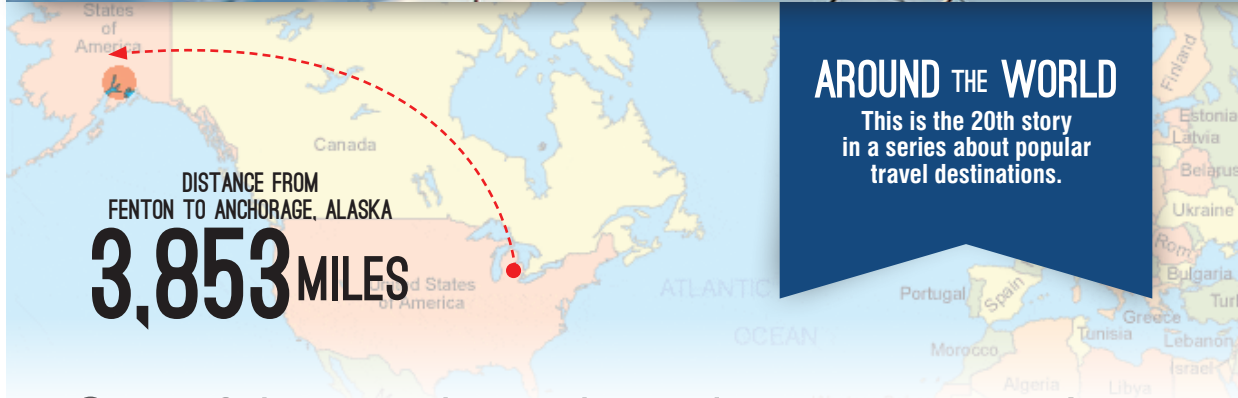 States
of
America
Canada
DISTANCE FROM
FENTON TO ANCHORAGE, ALASKA
3,853 MILES
United States
of America
AROUND THE WORLD
This is the 20th story
in a series about popular
travel destinations.
ATLANTIC
OCEAN
Finland
Estonia
Latvia
Belarus
Ukraine
Rom
Bulgaria
Portugal
Spain
Greece
Tunisia
Lebanon
Morocco
Israel
Algeria
Libya